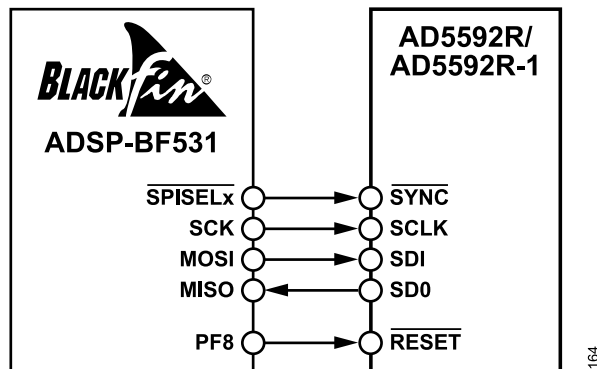 AD5592R/
AD5592R-1
BLACKfin®
ADSP-BF531
SPISELx SYNC
SCK SCLK
MOSI SDI
MISO SD0
PF8 RESET
164